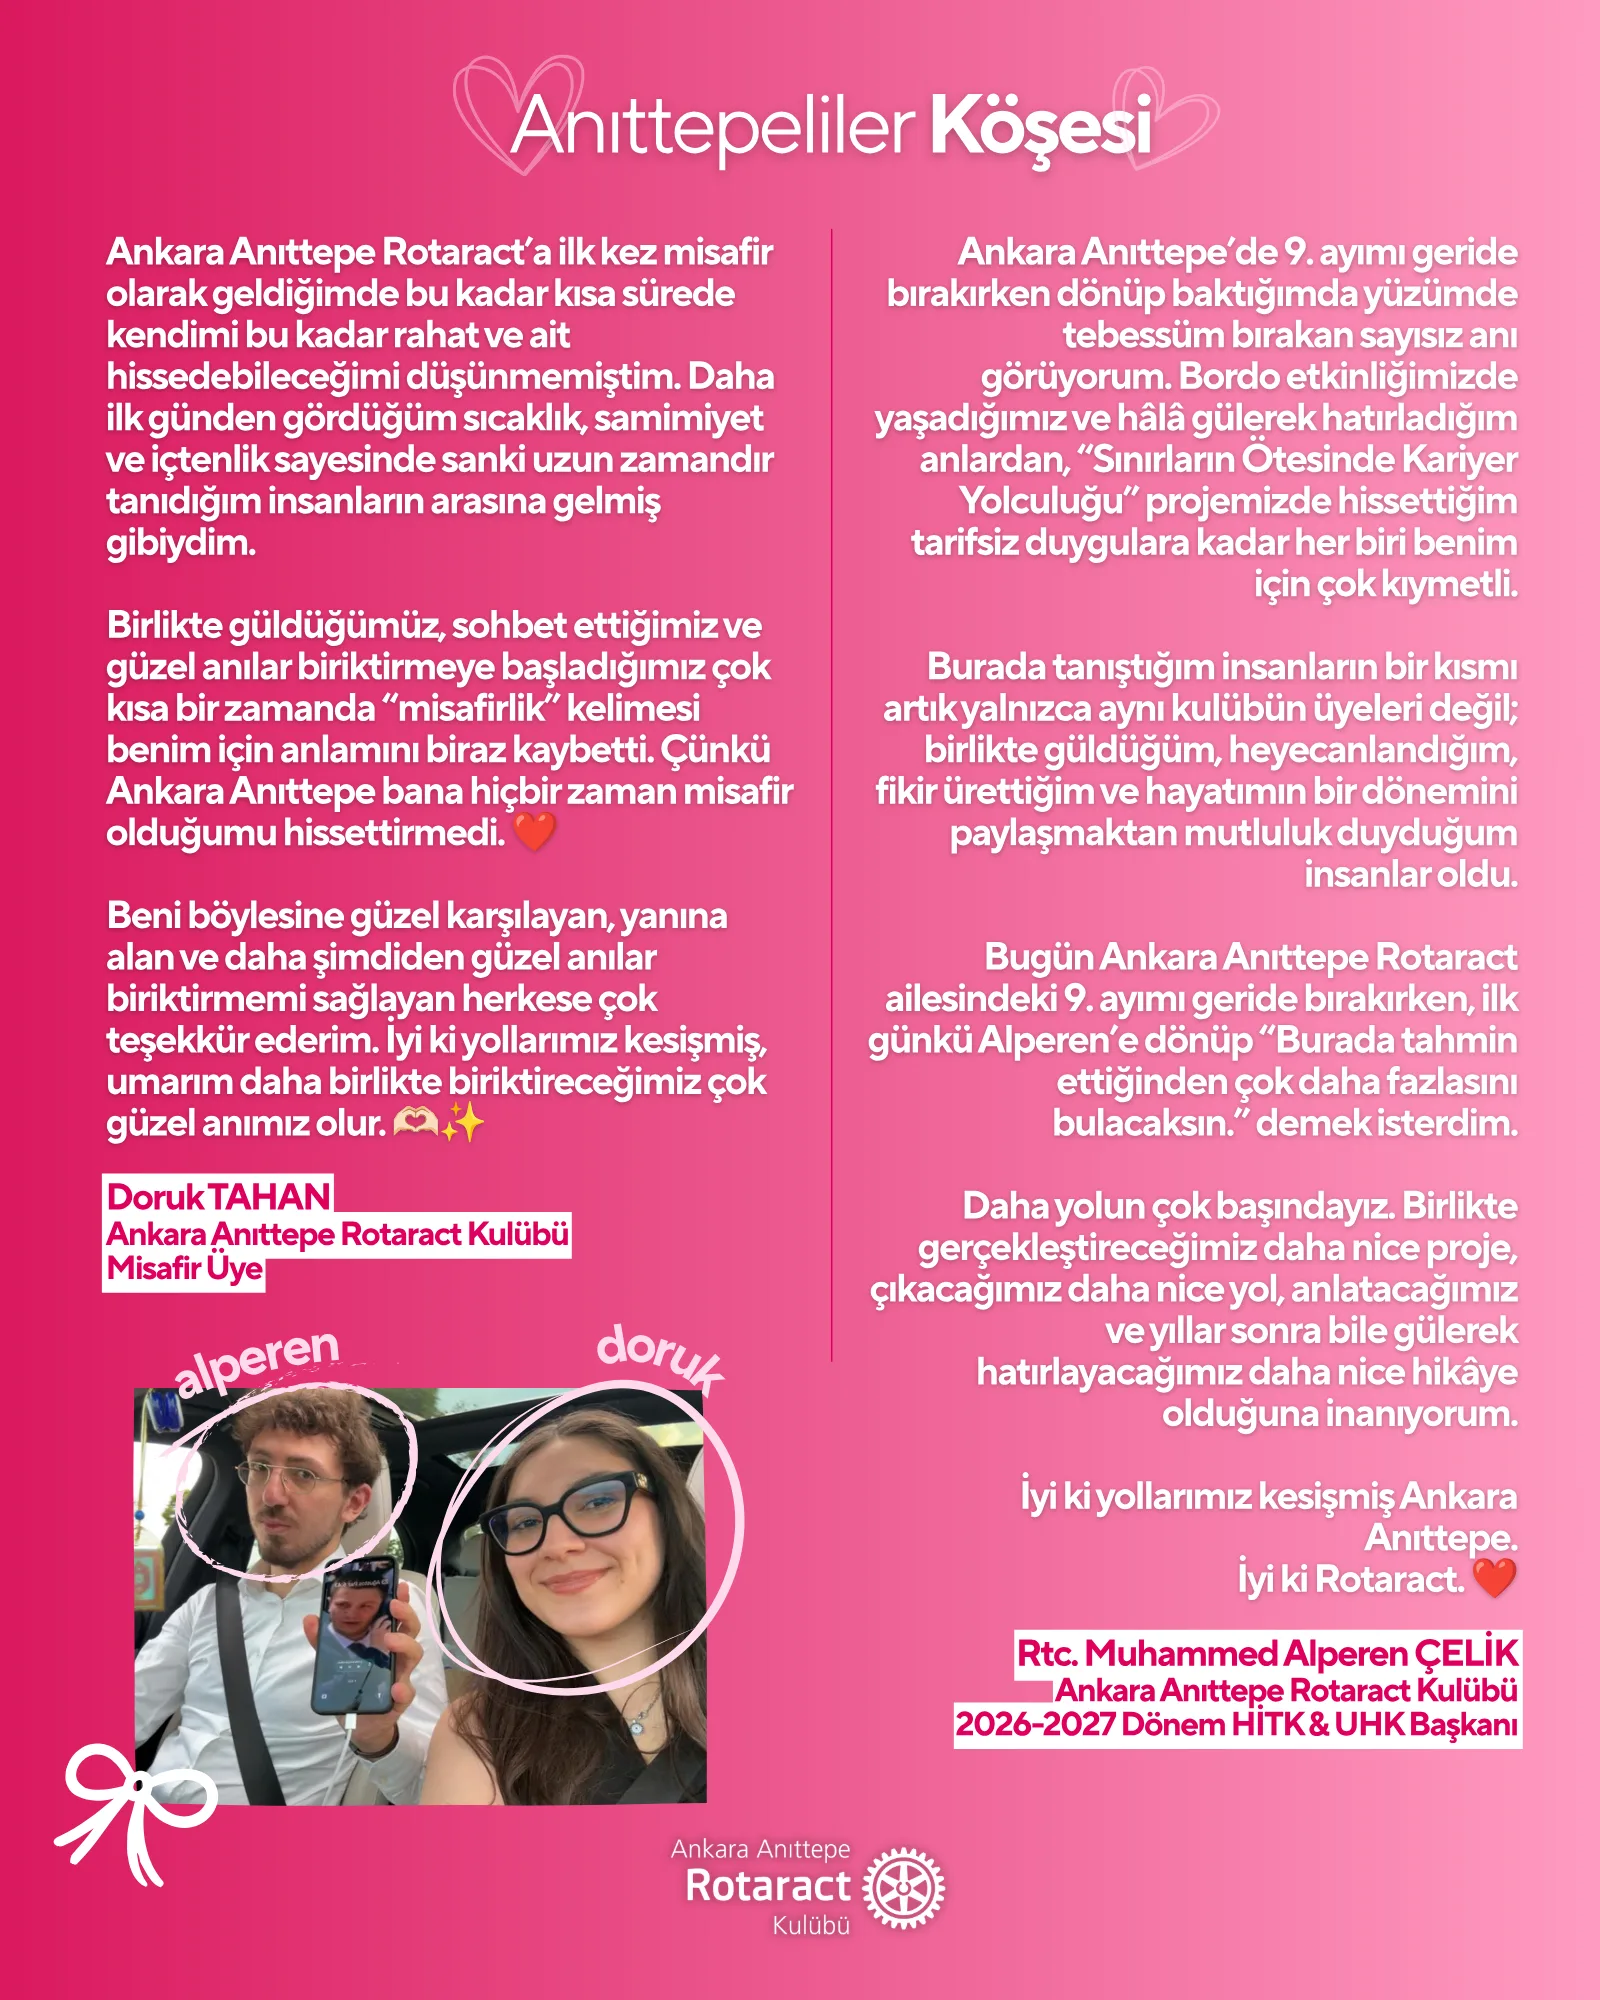 Anıttepeliler Köşesi
Ankara Anıttepe Rotaract’a ilk kez misafir
olarak geldiğimde bu kadar kısa sürede
kendimi bu kadar rahat ve ait
hissedebileceğimi düşünmemiştim. Daha
ilk günden gördüğüm sıcaklık, samimiyet
ve içtenlik sayesinde sanki uzun zamandır
tanıdığım insanların arasına gelmiş
gibiydim.
Birlikte güldüğümüz, sohbet ettiğimiz ve
güzel anılar biriktirmeye başladığımız çok
kısa bir zamanda “misafirlik” kelimesi
benim için anlamını biraz kaybetti. Çünkü
Ankara Anıttepe bana hiçbir zaman misafir
olduğumu hissettirmedi. ❤️
Beni böylesine güzel karşılayan, yanına
alan ve daha şimdiden güzel anılar
biriktirmemi sağlayan herkese çok
teşekkür ederim. İyi ki yollarımız kesişmiş,
umarım daha birlikte biriktireceğimiz çok
güzel anımız olur. 🫶🏻✨
Doruk TAHAN
Ankara Anıttepe Rotaract Kulübü
Misafir Üye
alperen
doruk
Ankara Anıttepe’de 9. ayımı geride
bırakırken dönüp baktığımda yüzümde
tebessüm bırakan sayısız anı
görüyorum. Bordo etkinliğimizde
yaşadığımız ve hâlâ gülerek hatırladığım
anlardan, “Sınırların Ötesinde Kariyer
Yolculuğu” projemizde hissettiğim
tarifsiz duygulara kadar her biri benim
için çok kıymetli.
Burada tanıştığım insanların bir kısmı
artık yalnızca aynı kulübün üyeleri değil;
birlikte güldüğüm, heyecanlandığım,
fikir ürettiğim ve hayatımın bir dönemini
paylaşmaktan mutluluk duyduğum
insanlar oldu.
Bugün Ankara Anıttepe Rotaract
ailesindeki 9. ayımı geride bırakırken, ilk
günkü Alperen’e dönüp “Burada tahmin
ettiğinden çok daha fazlasını
bulacaksın.” demek isterdim.
Daha yolun çok başındayız. Birlikte
gerçekleştireceğimiz daha nice proje,
çıkacağımız daha nice yol, anlatacağımız
ve yıllar sonra bile gülerek
hatırlayacağımız daha nice hikâye
olduğuna inanıyorum.
İyi ki yollarımız kesişmiş Ankara
Anıttepe.
İyi ki Rotaract. ❤️
Rtc. Muhammed Alperen ÇELİK
Ankara Anıttepe Rotaract Kulübü
2026-2027 Dönem HİTK & UHK Başkanı
Ankara Anıttepe
Rotaract
Kulübü